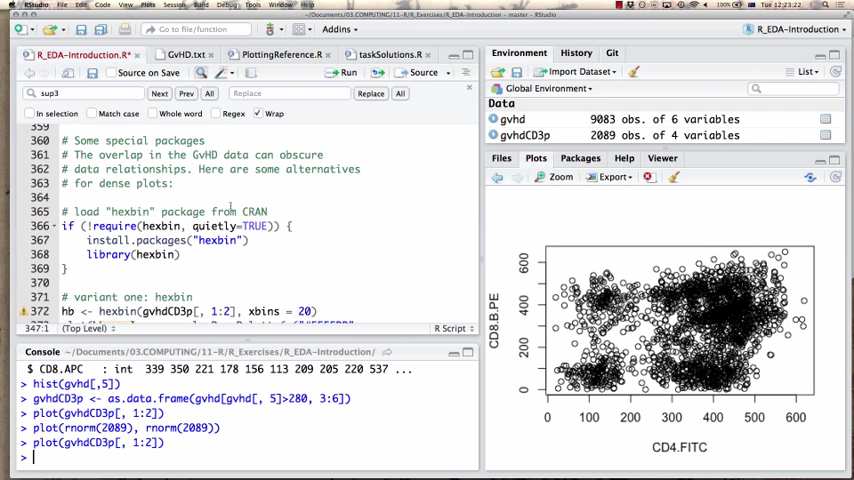 RStudio File Edit Code View Plots Session Build Debug Tools Window Help
100% Tue 12:23:22
~/Documents/03.COMPUTING/11-R/R_Exercises/R_EDA-Introduction - master - RStudio
Go to file/function
Addins
R_EDA-Introduction
R_EDA-Introduction.R*
GvHD.txt
PlottingReference.R
taskSolutions.R
Source on Save
Run
Source
sup3
Next
Prev
All
Replace
Replace
All
In selection
Match case
Whole word
Regex
Wrap
359
360 # Some special packages
361 # The overlap in the GvHD data can obscure
362 # data relationships. Here are some alternatives
363 # for dense plots:
364
365 # load "hexbin" package from CRAN
366 if (!require(hexbin, quietly=TRUE)) {
367 install.packages("hexbin")
368 library(hexbin)
369 }
370
371 # variant one: hexbin
372 hb <- hexbin(gvhdCD3p[, 1:2], xbins = 20)
347:1
(Top Level)
R Script
Console ~/Documents/03.COMPUTING/11-R/R_Exercises/R_EDA-Introduction/
$ CD8.APC : int 339 350 221 178 156 113 209 205 220 537 ...
> hist(gvhd[,5])
> gvhdCD3p <- as.data.frame(gvhd[gvhd[, 5]>280, 3:6])
> plot(gvhdCD3p[, 1:2])
> plot(rnorm(2089), rnorm(2089))
> plot(gvhdCD3p[, 1:2])
>
Environment
History
Git
Import Dataset
List
Global Environment
Data
gvhd 9083 obs. of 6 variables
gvhdCD3p 2089 obs. of 4 variables
Files
Plots
Packages
Help
Viewer
Zoom
Export
CD8.B.PE
600
400
200
0
0 100 200 300 400 500 600
CD4.FITC